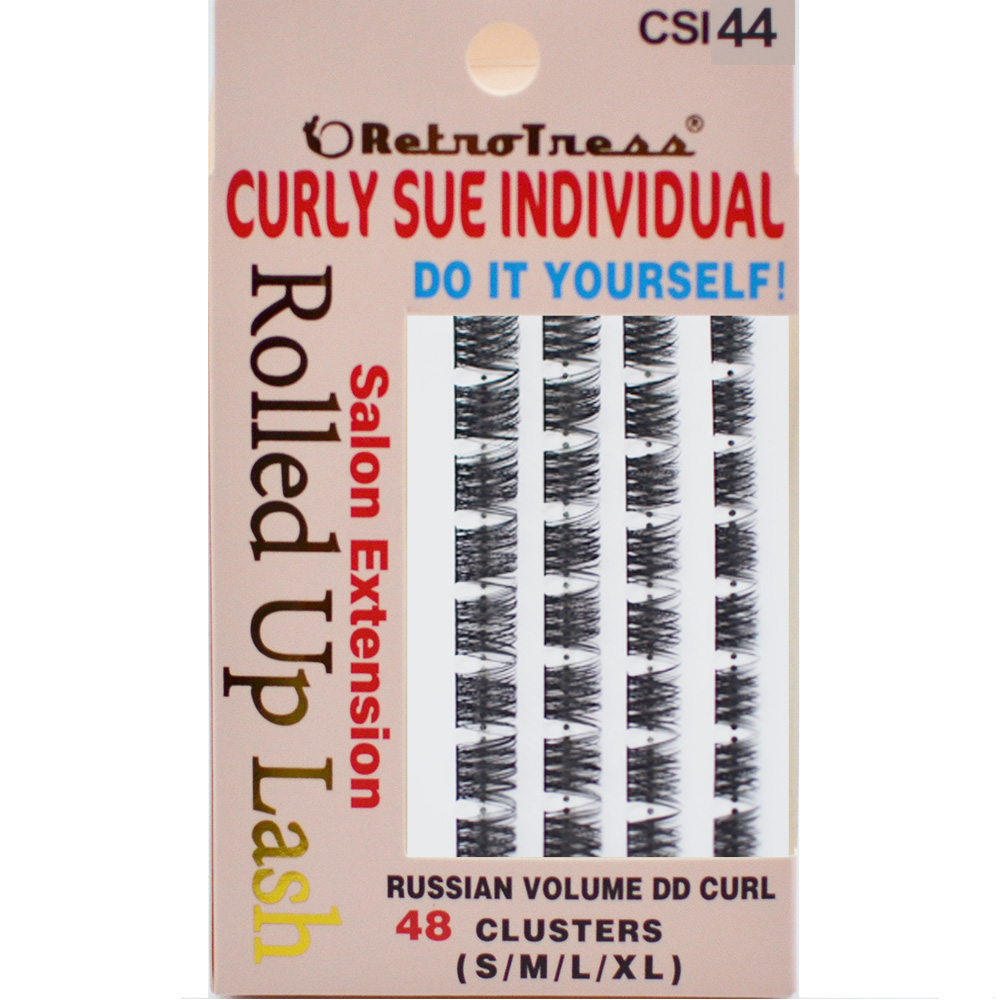 CSI 44
RetroTress®
CURLY SUE INDIVIDUAL
DO IT YOURSELF!
Rolled Up Lash
Salon Extension
RUSSIAN VOLUME DD CURL
48 CLUSTERS
(S/M/L/XL)